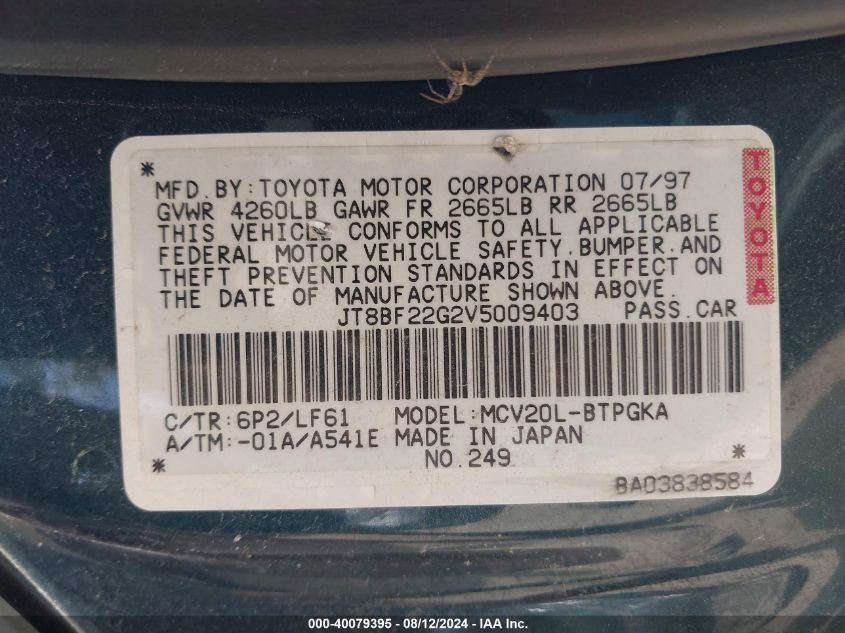 MFD.BY:TOYOTA MOTOR CORPORATION 07/97
GVWR 4260LB GAWR FR 2665LB RR 2665LB
THIS VEHICLE CONFORMS TO ALL APPLICABLE
FEDERAL MOTOR VEHICLE SAFETY,BUMPER,AND
THEFT PREVENTION STANDARDS IN EFFECT ON
THE DATE OF MANUFACTURE SHOWN ABOVE.
JT8BF22G2V5009403 PASS.CAR
C/TR:6P2/LF61 MODEL:MCV20L-BTPGKA
A/TM:-01A/A541E MADE IN JAPAN
NO.249
BA03838584
TOYOTA
000-40079395 - 08/12/2024 - IAA Inc.